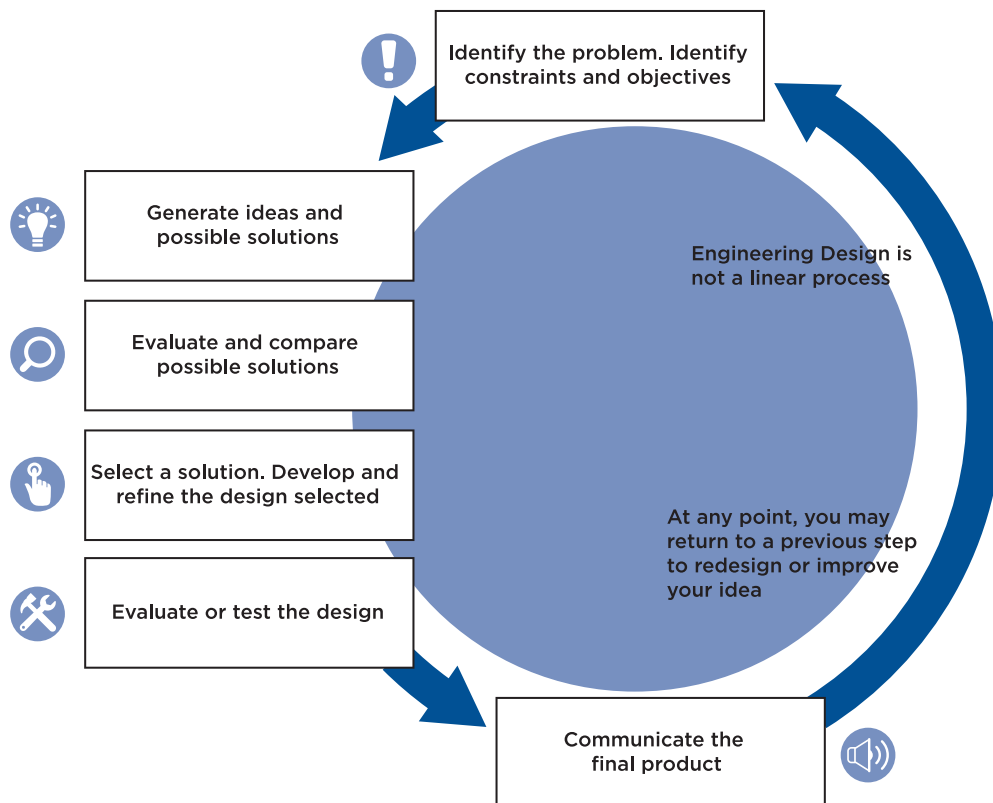 Identify the problem. Identify
constraints and objectives
Generate ideas and
possible solutions
Evaluate and compare
possible solutions
Select a solution. Develop and
refine the design selected
Evaluate or test the design
Communicate the
final product
Engineering Design is
not a linear process
At any point, you may
return to a previous step
to redesign or improve
your idea